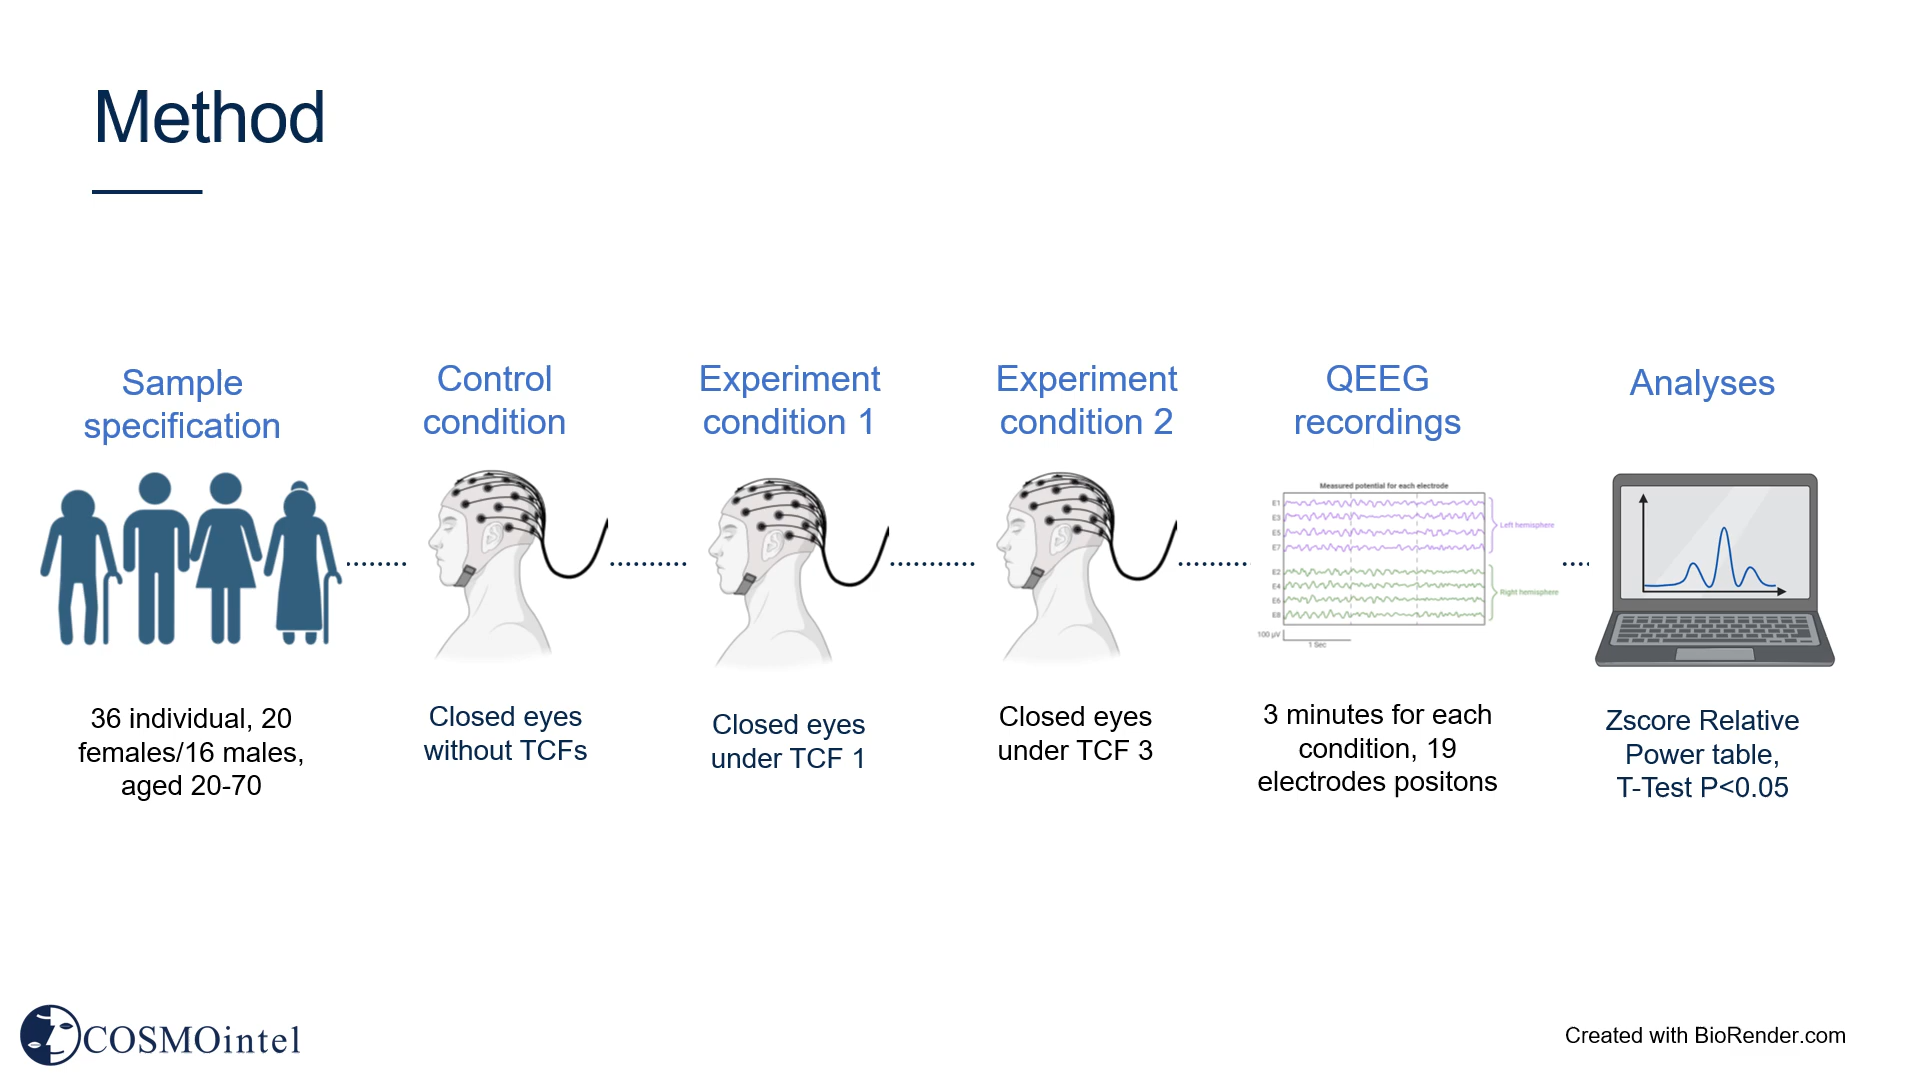 Method
Sample
specification
Control
condition
Experiment
condition 1
Experiment
condition 2
QEEG
recordings
Analyses
Measured potential for each electrode
E1
E3
E5
E7
Left hemisphere
E2
E4
E6
E8
Right hemisphere
100 µV
1 Sec
36 individual, 20
females/16 males,
aged 20-70
Closed eyes
without TCFs
Closed eyes
under TCF 1
Closed eyes
under TCF 3
3 minutes for each
condition, 19
electrodes positons
Zscore Relative
Power table,
T-Test P<0.05
COSMOintel
Created with BioRender.com